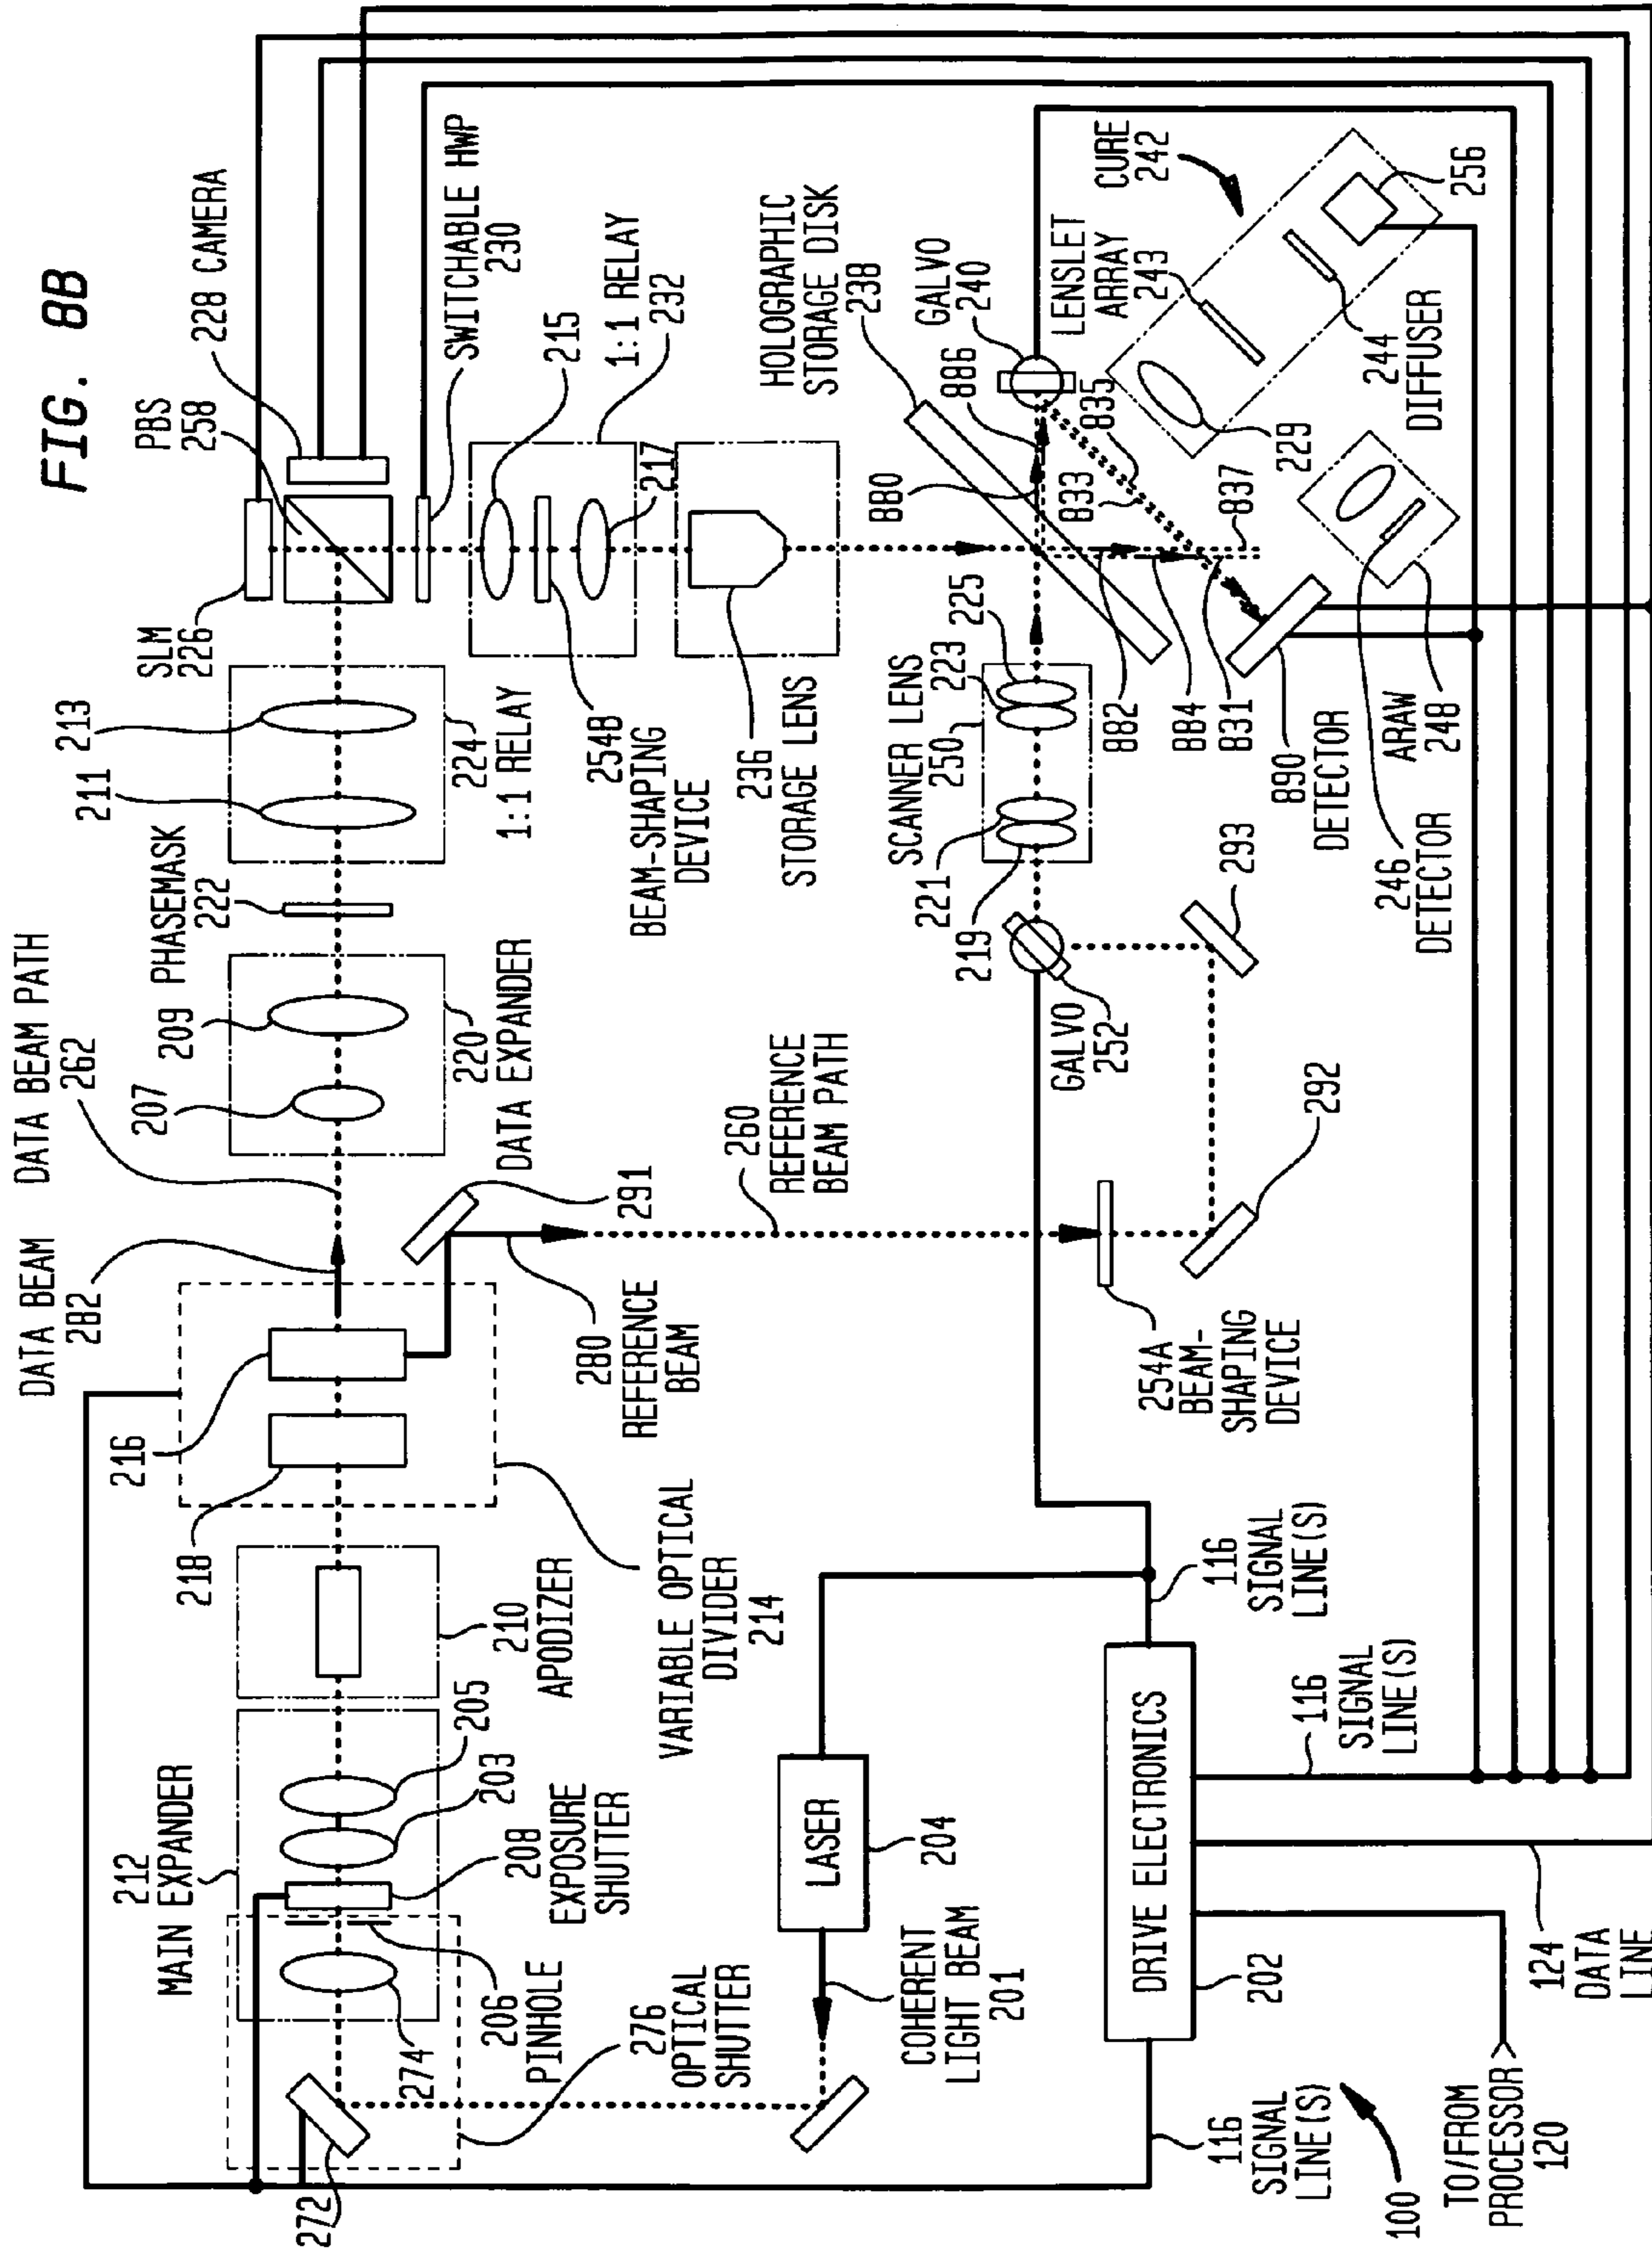 FIG. 8B
DATA BEAM
282
DATA BEAM PATH
262
207
209
PHASEMASK
222
211
213
SLM
226
PBS
258
228 CAMERA
SWITCHABLE HWP
230
215
1:1 RELAY
232
217
254B
BEAM-SHAPING
DEVICE
236
STORAGE LENS
224
1:1 RELAY
220
DATA EXPANDER
216
218
291
280
REFERENCE
BEAM
260
REFERENCE
BEAM PATH
VARIABLE OPTICAL
DIVIDER
214
210
APODIZER
205
203
208
EXPOSURE
SHUTTER
212
MAIN EXPANDER
274
206
PINHOLE
272
276
OPTICAL
SHUTTER
LASER
204
COHERENT
LIGHT BEAM
201
DRIVE ELECTRONICS
202
116
SIGNAL
LINE(S)
116
SIGNAL
LINE(S)
116
SIGNAL
LINE(S)
100
TO/FROM
PROCESSOR
120
124
DATA
LINE
254A
BEAM-
SHAPING
DEVICE
292
293
GALVO
252
219
221
SCANNER LENS
250
223
225
HOLOGRAPHIC
STORAGE DISK
238
880
886
GALVO
240
833
835
837
882
884
831
890
DETECTOR
246
DETECTOR
ARAW
248
229
LENSLET
ARRAY
243
244
DIFFUSER
CURE
242
256